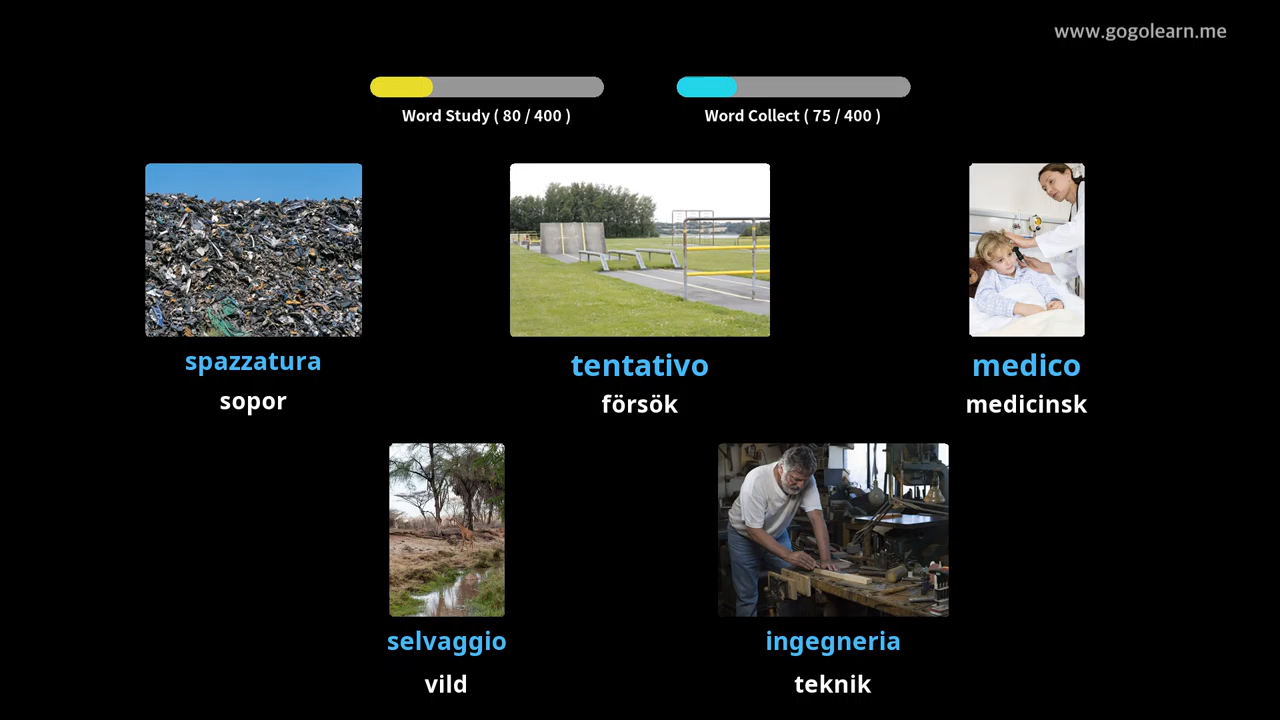 www.gogolearn.me
Word Study ( 80 / 400 )
Word Collect ( 75 / 400 )
spazzatura
sopor
tentativo
försök
medico
medicinsk
selvaggio
vild
ingegneria
teknik